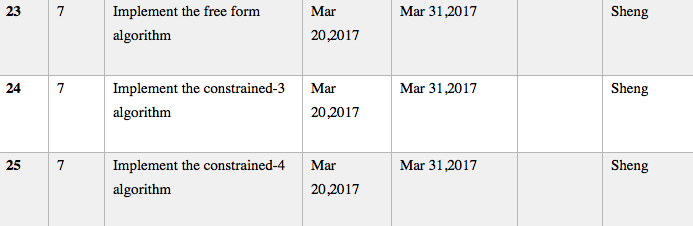 23 7 Implement the free form Mar Mar 31,2017 Sheng
algorithm 20,2017
24 7 Implement the constrained-3 Mar Mar 31,2017 Sheng
algorithm 20,2017
25 7 Implement the constrained-4 Mar Mar 31,2017 Sheng
algorithm 20,2017